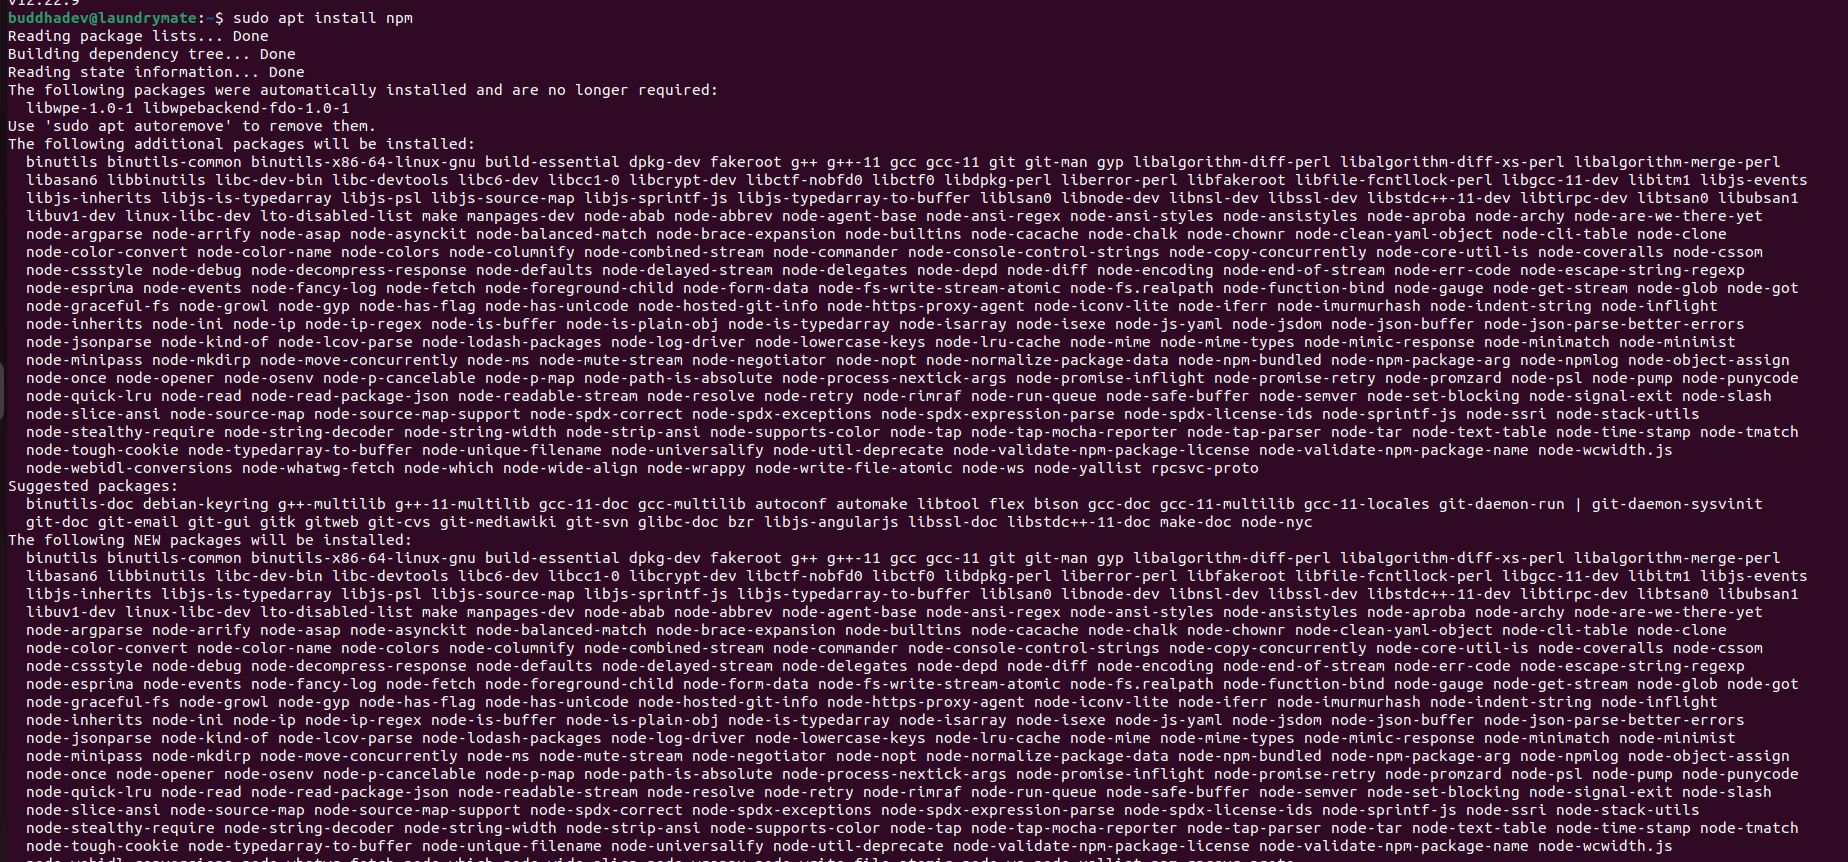 v12.22.9
buddhadev@laundrymate:~$ sudo apt install npm
Reading package lists... Done
Building dependency tree... Done
Reading state information... Done
The following packages were automatically installed and are no longer required:
libwpe-1.0-1 libwpebackend-fdo-1.0-1
Use 'sudo apt autoremove' to remove them.
The following additional packages will be installed:
binutils binutils-common binutils-x86-64-linux-gnu build-essential dpkg-dev fakeroot g++ g++-11 gcc gcc-11 git git-man gyp libalgorithm-diff-perl libalgorithm-diff-xs-perl libalgorithm-merge-perl
libasan6 libbinutils libc-dev-bin libc-devtools libc6-dev libcc1-0 libcrypt-dev libctf-nobfd0 libctf0 libdpkg-perl liberror-perl libfakeroot libfile-fcntllock-perl libgcc-11-dev libitm1 libjs-events
libjs-inherits libjs-is-typedarray libjs-psl libjs-source-map libjs-sprintf-js libjs-typedarray-to-buffer liblsan0 libnode-dev libnsl-dev libssl-dev libstdc++-11-dev libtirpc-dev libtsan0 libubsan1
libuv1-dev linux-libc-dev lto-disabled-list make manpages-dev node-abab node-abbrev node-agent-base node-ansi-regex node-ansi-styles node-ansistyles node-aproba node-archy node-are-we-there-yet
node-argparse node-arrify node-asap node-asynckit node-balanced-match node-brace-expansion node-builtins node-cacache node-chalk node-chownr node-clean-yaml-object node-cli-table node-clone
node-color-convert node-color-name node-colors node-columnify node-combined-stream node-commander node-console-control-strings node-copy-concurrently node-core-util-is node-coveralls node-cssom
node-cssstyle node-debug node-decompress-response node-defaults node-delayed-stream node-delegates node-depd node-diff node-encoding node-end-of-stream node-err-code node-escape-string-regexp
node-esprima node-events node-fancy-log node-fetch node-foreground-child node-form-data node-fs-write-stream-atomic node-fs.realpath node-function-bind node-gauge node-get-stream node-glob node-got
node-graceful-fs node-growl node-gyp node-has-flag node-has-unicode node-hosted-git-info node-https-proxy-agent node-iconv-lite node-iferr node-imurmurhash node-indent-string node-inflight
node-inherits node-ini node-ip node-ip-regex node-is-buffer node-is-plain-obj node-is-typedarray node-isarray node-isexe node-js-yaml node-jsdom node-json-buffer node-json-parse-better-errors
node-jsonparse node-kind-of node-lcov-parse node-lodash-packages node-log-driver node-lowercase-keys node-lru-cache node-mime node-mime-types node-mimic-response node-minimatch node-minimist
node-minipass node-mkdirp node-move-concurrently node-ms node-mute-stream node-negotiator node-nopt node-normalize-package-data node-npm-bundled node-npm-package-arg node-npmlog node-object-assign
node-once node-opener node-osenv node-p-cancelable node-p-map node-path-is-absolute node-process-nextick-args node-promise-inflight node-promise-retry node-promzard node-psl node-pump node-punycode
node-quick-lru node-read node-read-package-json node-readable-stream node-resolve node-retry node-rimraf node-run-queue node-safe-buffer node-semver node-set-blocking node-signal-exit node-slash
node-slice-ansi node-source-map node-source-map-support node-spdx-correct node-spdx-exceptions node-spdx-expression-parse node-spdx-license-ids node-sprintf-js node-ssri node-stack-utils
node-stealthy-require node-string-decoder node-string-width node-strip-ansi node-supports-color node-tap node-tap-mocha-reporter node-tap-parser node-tar node-text-table node-time-stamp node-tmatch
node-tough-cookie node-typedarray-to-buffer node-unique-filename node-universalify node-util-deprecate node-validate-npm-package-license node-validate-npm-package-name node-wcwidth.js
node-webidl-conversions node-whatwg-fetch node-which node-wide-align node-wrappy node-write-file-atomic node-ws node-yallist rpcsvc-proto
Suggested packages:
binutils-doc debian-keyring g++-multilib g++-11-multilib gcc-11-doc gcc-multilib autoconf automake libtool flex bison gcc-doc gcc-11-multilib gcc-11-locales git-daemon-run | git-daemon-sysvinit
git-doc git-email git-gui gitk gitweb git-cvs git-mediawiki git-svn glibc-doc bzr libjs-angularjs libssl-doc libstdc++-11-doc make-doc node-nyc
The following NEW packages will be installed:
binutils binutils-common binutils-x86-64-linux-gnu build-essential dpkg-dev fakeroot g++ g++-11 gcc gcc-11 git git-man gyp libalgorithm-diff-perl libalgorithm-diff-xs-perl libalgorithm-merge-perl
libasan6 libbinutils libc-dev-bin libc-devtools libc6-dev libcc1-0 libcrypt-dev libctf-nobfd0 libctf0 libdpkg-perl liberror-perl libfakeroot libfile-fcntllock-perl libgcc-11-dev libitm1 libjs-events
libjs-inherits libjs-is-typedarray libjs-psl libjs-source-map libjs-sprintf-js libjs-typedarray-to-buffer liblsan0 libnode-dev libnsl-dev libssl-dev libstdc++-11-dev libtirpc-dev libtsan0 libubsan1
libuv1-dev linux-libc-dev lto-disabled-list make manpages-dev node-abab node-abbrev node-agent-base node-ansi-regex node-ansi-styles node-ansistyles node-aproba node-archy node-are-we-there-yet
node-argparse node-arrify node-asap node-asynckit node-balanced-match node-brace-expansion node-builtins node-cacache node-chalk node-chownr node-clean-yaml-object node-cli-table node-clone
node-color-convert node-color-name node-colors node-columnify node-combined-stream node-commander node-console-control-strings node-copy-concurrently node-core-util-is node-coveralls node-cssom
node-cssstyle node-debug node-decompress-response node-defaults node-delayed-stream node-delegates node-depd node-diff node-encoding node-end-of-stream node-err-code node-escape-string-regexp
node-esprima node-events node-fancy-log node-fetch node-foreground-child node-form-data node-fs-write-stream-atomic node-fs.realpath node-function-bind node-gauge node-get-stream node-glob node-got
node-graceful-fs node-growl node-gyp node-has-flag node-has-unicode node-hosted-git-info node-https-proxy-agent node-iconv-lite node-iferr node-imurmurhash node-indent-string node-inflight
node-inherits node-ini node-ip node-ip-regex node-is-buffer node-is-plain-obj node-is-typedarray node-isarray node-isexe node-js-yaml node-jsdom node-json-buffer node-json-parse-better-errors
node-jsonparse node-kind-of node-lcov-parse node-lodash-packages node-log-driver node-lowercase-keys node-lru-cache node-mime node-mime-types node-mimic-response node-minimatch node-minimist
node-minipass node-mkdirp node-move-concurrently node-ms node-mute-stream node-negotiator node-nopt node-normalize-package-data node-npm-bundled node-npm-package-arg node-npmlog node-object-assign
node-once node-opener node-osenv node-p-cancelable node-p-map node-path-is-absolute node-process-nextick-args node-promise-inflight node-promise-retry node-promzard node-psl node-pump node-punycode
node-quick-lru node-read node-read-package-json node-readable-stream node-resolve node-retry node-rimraf node-run-queue node-safe-buffer node-semver node-set-blocking node-signal-exit node-slash
node-slice-ansi node-source-map node-source-map-support node-spdx-correct node-spdx-exceptions node-spdx-expression-parse node-spdx-license-ids node-sprintf-js node-ssri node-stack-utils
node-stealthy-require node-string-decoder node-string-width node-strip-ansi node-supports-color node-tap node-tap-mocha-reporter node-tap-parser node-tar node-text-table node-time-stamp node-tmatch
node-tough-cookie node-typedarray-to-buffer node-unique-filename node-universalify node-util-deprecate node-validate-npm-package-license node-validate-npm-package-name node-wcwidth.js